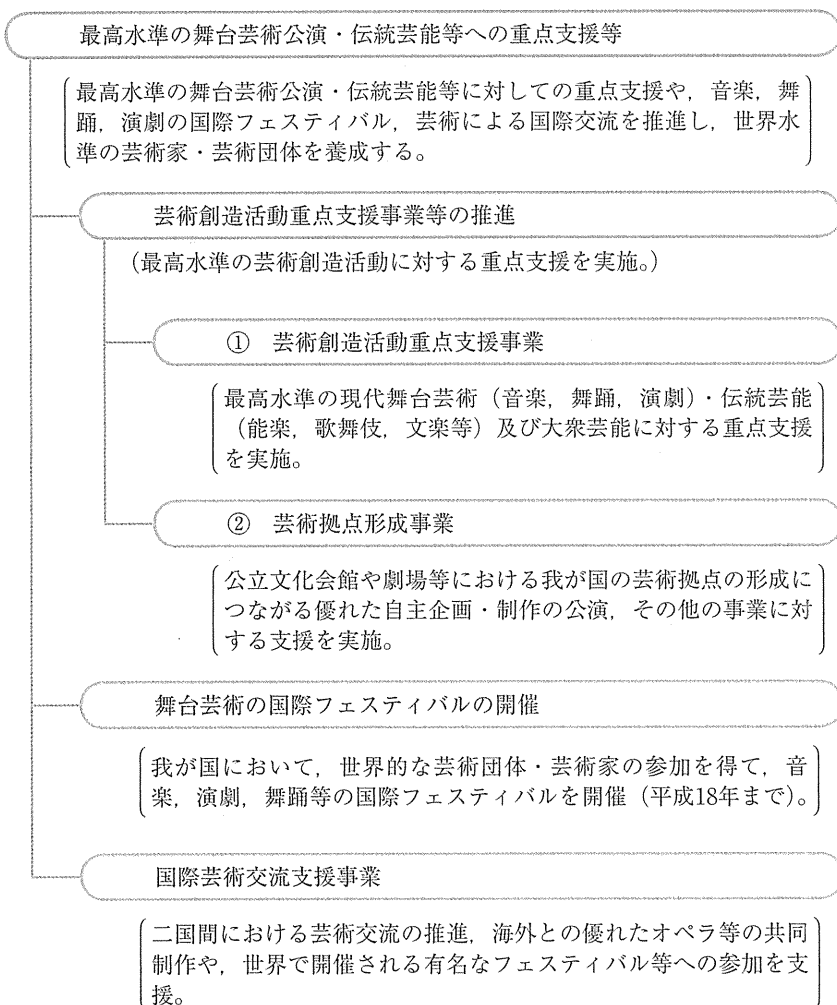 最高水準の舞台芸術公演・伝統芸能等への重点支援等
最高水準の舞台芸術公演・伝統芸能等に対しての重点支援や，音楽，舞
踊，演劇の国際フェスティバル，芸術による国際交流を推進し，世界水
準の芸術家・芸術団体を養成する。
芸術創造活動重点支援事業等の推進
（最高水準の芸術創造活動に対する重点支援を実施。）
① 芸術創造活動重点支援事業
最高水準の現代舞台芸術（音楽，舞踊，演劇）・伝統芸能
（能楽，歌舞伎，文楽等）及び大衆芸能に対する重点支援
を実施。
② 芸術拠点形成事業
公立文化会館や劇場等における我が国の芸術拠点の形成に
つながる優れた自主企画・制作の公演，その他の事業に対
する支援を実施。
舞台芸術の国際フェスティバルの開催
我が国において，世界的な芸術団体・芸術家の参加を得て，音
楽，演劇，舞踊等の国際フェスティバルを開催（平成18年まで）。
国際芸術交流支援事業
二国間における芸術交流の推進，海外との優れたオペラ等の共同
制作や，世界で開催される有名なフェスティバル等への参加を支
援。